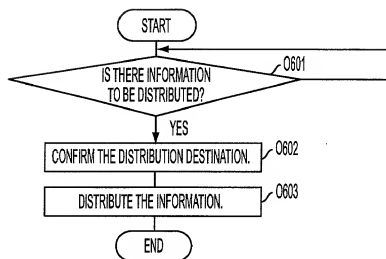 START
O601
IS THERE INFORMATION
TO BE DISTRIBUTED?
YES
CONFIRM THE DISTRIBUTION DESTINATION.
O602
DISTRIBUTE THE INFORMATION.
O603
END